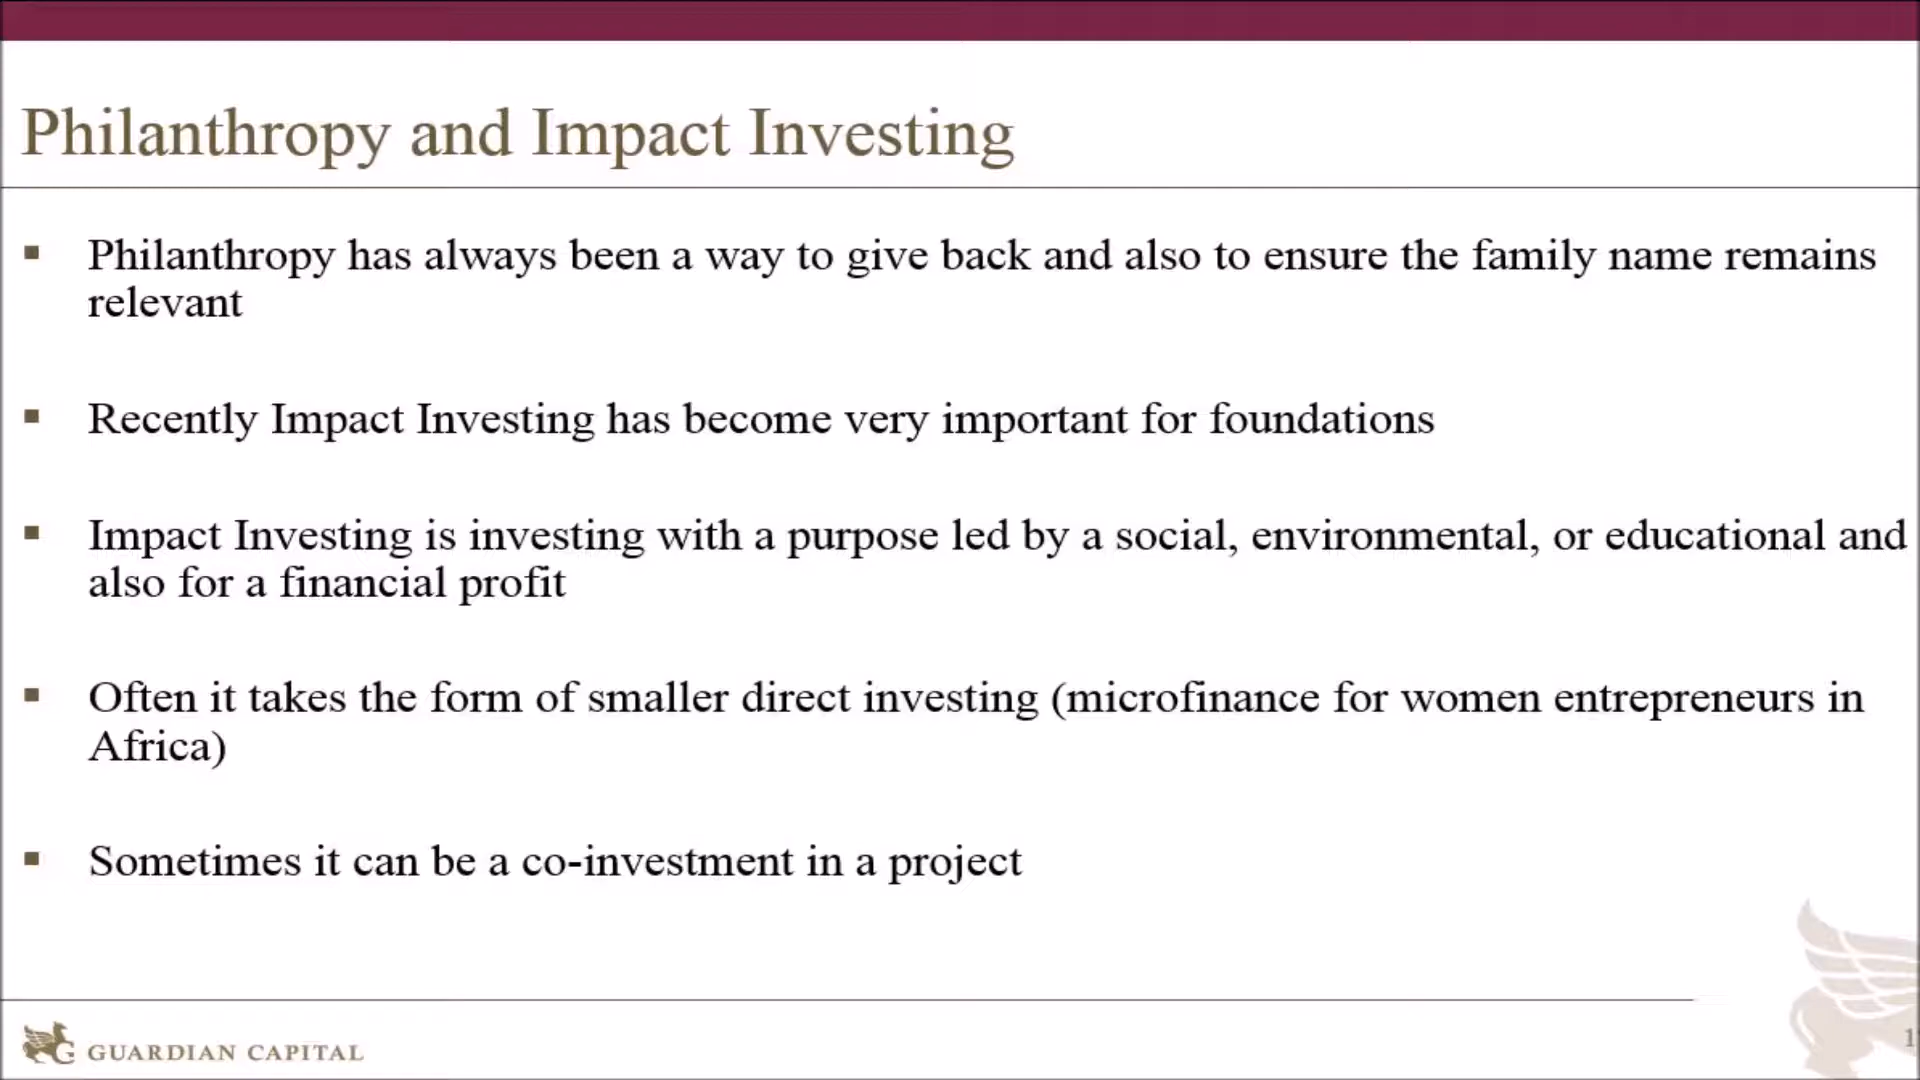 Philanthropy and Impact Investing
▪ Philanthropy has always been a way to give back and also to ensure the family name remains
relevant
▪ Recently Impact Investing has become very important for foundations
▪ Impact Investing is investing with a purpose led by a social, environmental, or educational and
also for a financial profit
▪ Often it takes the form of smaller direct investing (microfinance for women entrepreneurs in
Africa)
▪ Sometimes it can be a co-investment in a project
GUARDIAN CAPITAL